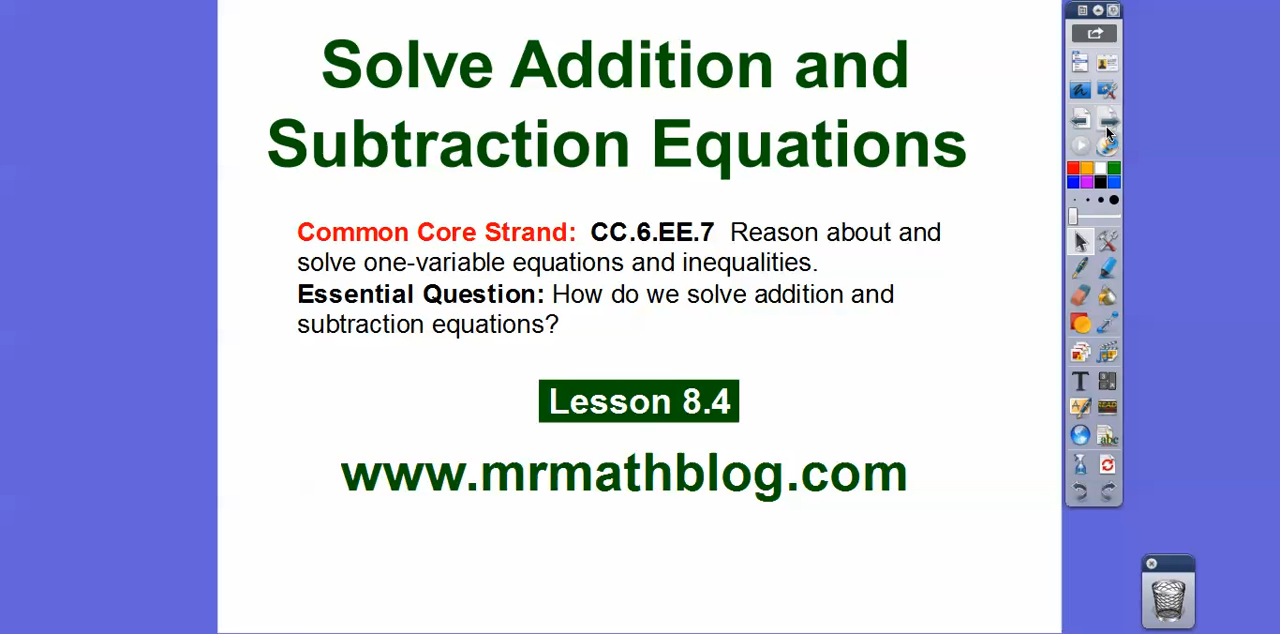 Solve Addition and
Subtraction Equations
Common Core Strand: CC.6.EE.7 Reason about and
solve one-variable equations and inequalities.
Essential Question: How do we solve addition and
subtraction equations?
Lesson 8.4
www.mrmathblog.com